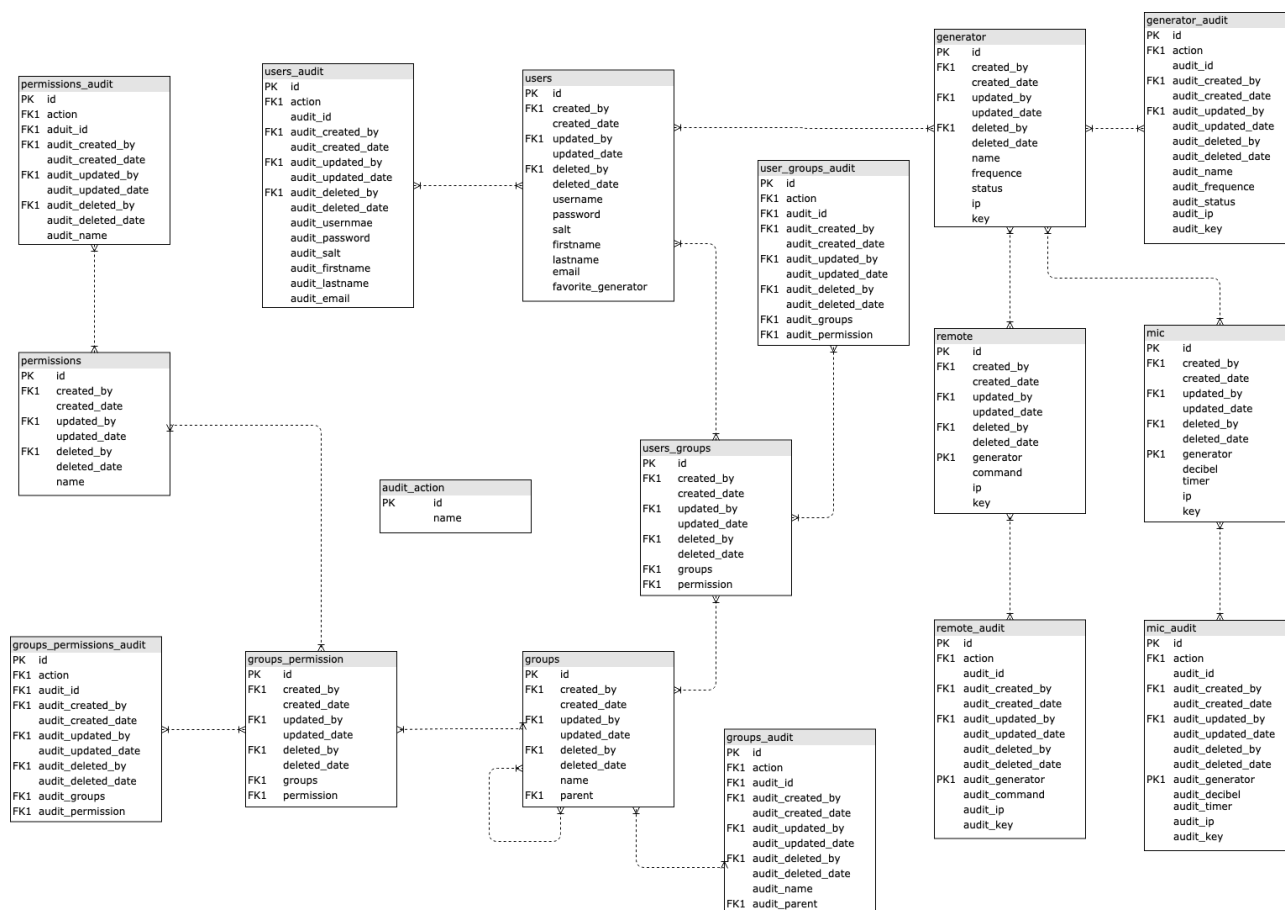 permissions_audit
PK id
FK1 action
FK1 aduit_id
FK1 audit_created_by
audit_created_date
FK1 audit_updated_by
audit_updated_date
FK1 audit_deleted_by
audit_deleted_date
audit_name
users_audit
PK id
FK1 action
audit_id
FK1 audit_created_by
audit_created_date
FK1 audit_updated_by
audit_updated_date
FK1 audit_deleted_by
audit_deleted_date
audit_usernmae
audit_password
audit_salt
audit_firstname
audit_lastname
audit_email
users
PK id
FK1 created_by
created_date
FK1 updated_by
updated_date
FK1 deleted_by
deleted_date
username
password
salt
firstname
lastname
email
favorite_generator
user_groups_audit
PK id
FK1 action
FK1 audit_id
FK1 audit_created_by
audit_created_date
FK1 audit_updated_by
audit_updated_date
FK1 audit_deleted_by
audit_deleted_date
FK1 audit_groups
FK1 audit_permission
generator
PK id
FK1 created_by
created_date
FK1 updated_by
updated_date
FK1 deleted_by
deleted_date
name
frequence
status
ip
key
generator_audit
PK id
FK1 action
audit_id
FK1 audit_created_by
audit_created_date
FK1 audit_updated_by
audit_updated_date
audit_deleted_by
audit_deleted_date
audit_name
audit_frequence
audit_status
audit_ip
audit_key
permissions
PK id
FK1 created_by
created_date
FK1 updated_by
updated_date
FK1 deleted_by
deleted_date
name
audit_action
PK id
name
users_groups
PK id
FK1 created_by
created_date
FK1 updated_by
updated_date
FK1 deleted_by
deleted_date
FK1 groups
FK1 permission
remote
PK id
FK1 created_by
created_date
FK1 updated_by
updated_date
FK1 deleted_by
deleted_date
PK1 generator
command
ip
key
mic
PK id
FK1 created_by
created_date
FK1 updated_by
updated_date
FK1 deleted_by
deleted_date
PK1 generator
decibel
timer
ip
key
groups_permissions_audit
PK id
FK1 action
FK1 audit_id
FK1 audit_created_by
audit_created_date
FK1 audit_updated_by
audit_updated_date
FK1 audit_deleted_by
audit_deleted_date
FK1 audit_groups
FK1 audit_permission
groups_permission
PK id
FK1 created_by
created_date
FK1 updated_by
updated_date
FK1 deleted_by
deleted_date
FK1 groups
FK1 permission
groups
PK id
FK1 created_by
created_date
FK1 updated_by
updated_date
FK1 deleted_by
deleted_date
name
FK1 parent
groups_audit
PK id
FK1 action
FK1 audit_id
FK1 audit_created_by
audit_created_date
FK1 audit_updated_by
audit_updated_date
FK1 audit_deleted_by
audit_deleted_date
audit_name
FK1 audit_parent
remote_audit
PK id
FK1 action
audit_id
FK1 audit_created_by
audit_created_date
FK1 audit_updated_by
audit_updated_date
audit_deleted_by
audit_deleted_date
PK1 audit_generator
audit_command
audit_ip
audit_key
mic_audit
PK id
FK1 action
audit_id
FK1 audit_created_by
audit_created_date
FK1 audit_updated_by
audit_updated_date
audit_deleted_by
audit_deleted_date
PK1 audit_generator
audit_decibel
audit_timer
audit_ip
audit_key